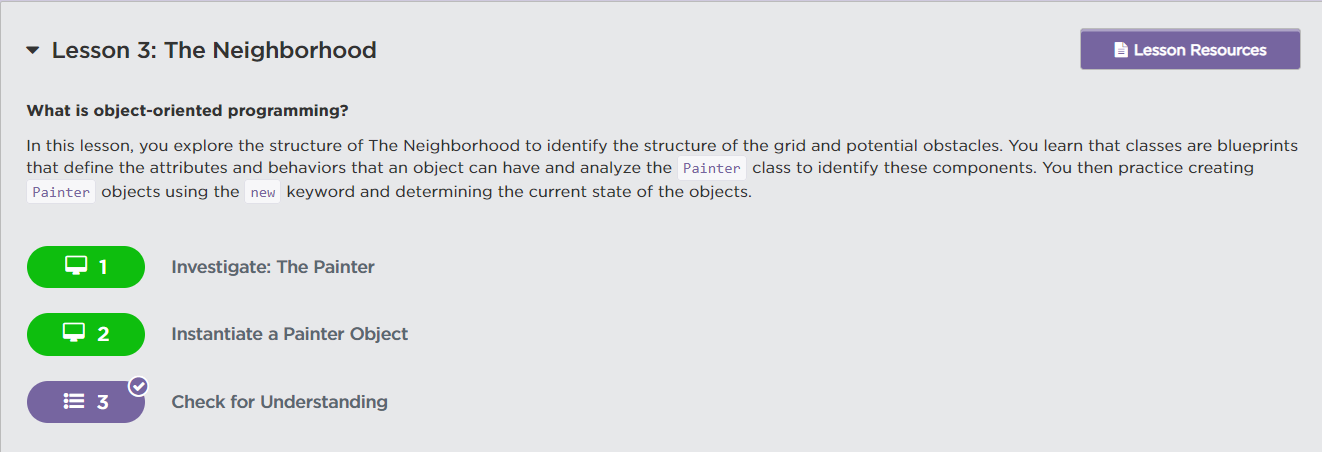 Lesson 3: The Neighborhood
Lesson Resources
What is object-oriented programming?
In this lesson, you explore the structure of The Neighborhood to identify the structure of the grid and potential obstacles. You learn that classes are blueprints
that define the attributes and behaviors that an object can have and analyze the Painter class to identify these components. You then practice creating
Painter objects using the new keyword and determining the current state of the objects.
1 Investigate: The Painter
2 Instantiate a Painter Object
3 Check for Understanding